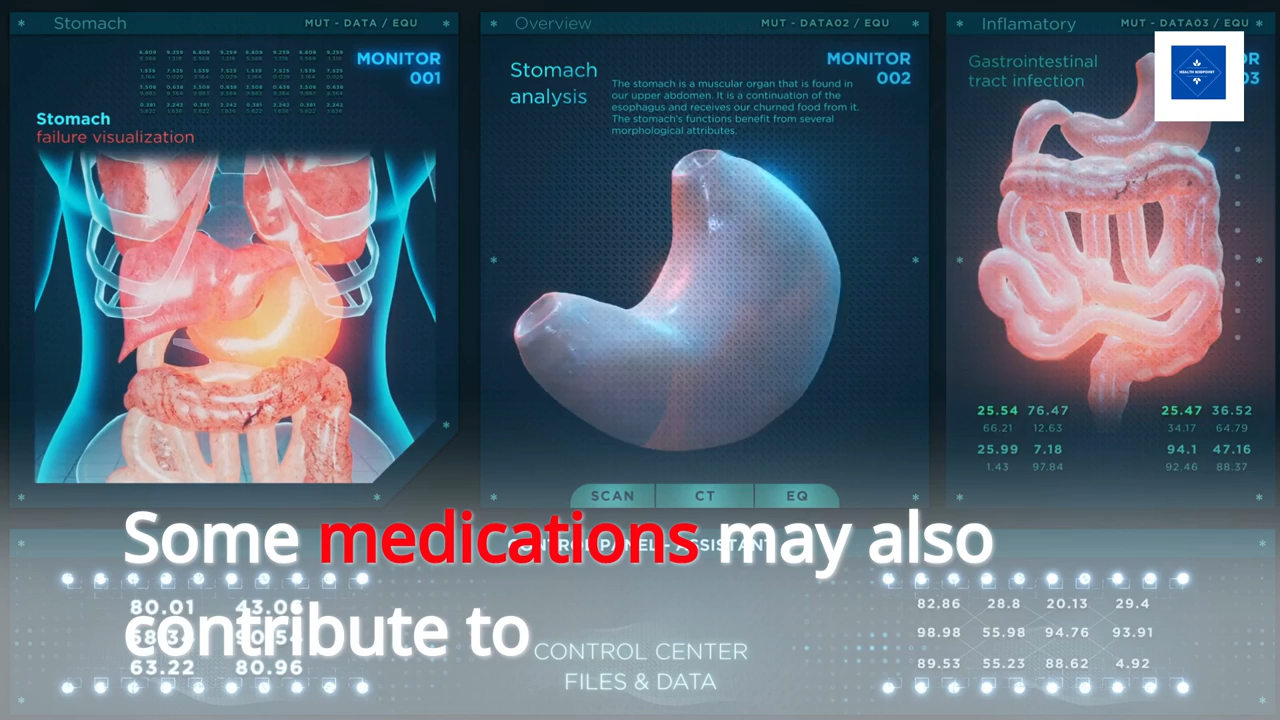 Stomach
MUT - DATA / EQU
MONITOR
001
Stomach
failure visualization
Overview
MUT - DATA02 / EQU
MONITOR
002
Stomach
analysis
The stomach is a muscular organ that is found in
our upper abdomen. It is a continuation of the
esophagus and receives our churned food from it.
The stomach's functions benefit from several
morphological attributes.
SCAN
CT
EQ
Inflamatory
MUT - DATA03 / EQU
Gastrointestinal
tract infection
HEALTH MIDPOINT
25.54 76.47
66.21 12.63
25.99 7.18
1.43 97.84
25.47 36.52
34.17 64.79
94.1 47.16
92.46 88.37
CONTROL PANEL - ASSISTANT
Some medications may also
contribute to
80.01 43.06
63.22 80.96
CONTROL CENTER
FILES & DATA
82.86 28.8 20.13 29.4
98.98 55.98 94.76 93.91
89.53 55.23 88.62 4.92